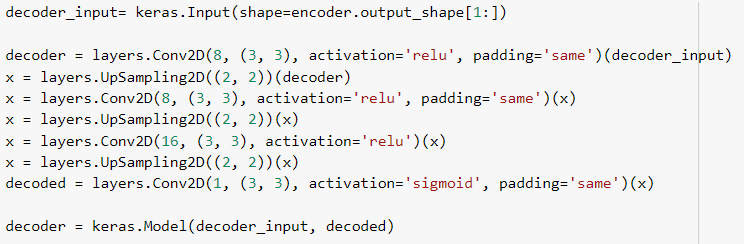 decoder_input= keras.Input(shape=encoder.output_shape[1:])
decoder = layers.Conv2D(8, (3, 3), activation='relu', padding='same')(decoder_input)
x = layers.UpSampling2D((2, 2))(decoder)
x = layers.Conv2D(8, (3, 3), activation='relu', padding='same')(x)
x = layers.UpSampling2D((2, 2))(x)
x = layers.Conv2D(16, (3, 3), activation='relu')(x)
x = layers.UpSampling2D((2, 2))(x)
decoded = layers.Conv2D(1, (3, 3), activation='sigmoid', padding='same')(x)
decoder = keras.Model(decoder_input, decoded)